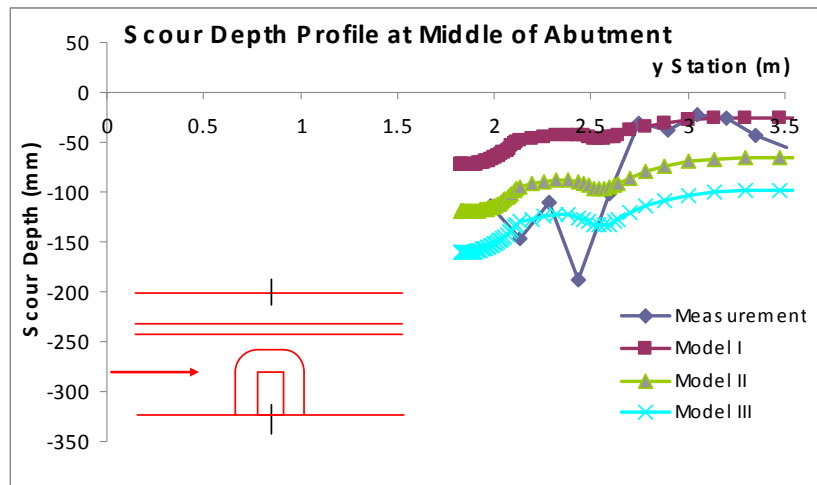 Scour Depth Profile at Middle of Abutment
y Station (m)
Scour Depth (mm)
50
0
-50
-100
-150
-200
-250
-300
-350
0 0.5 1 1.5 2 2.5 3 3.5
Measurement
Model I
Model II
Model III